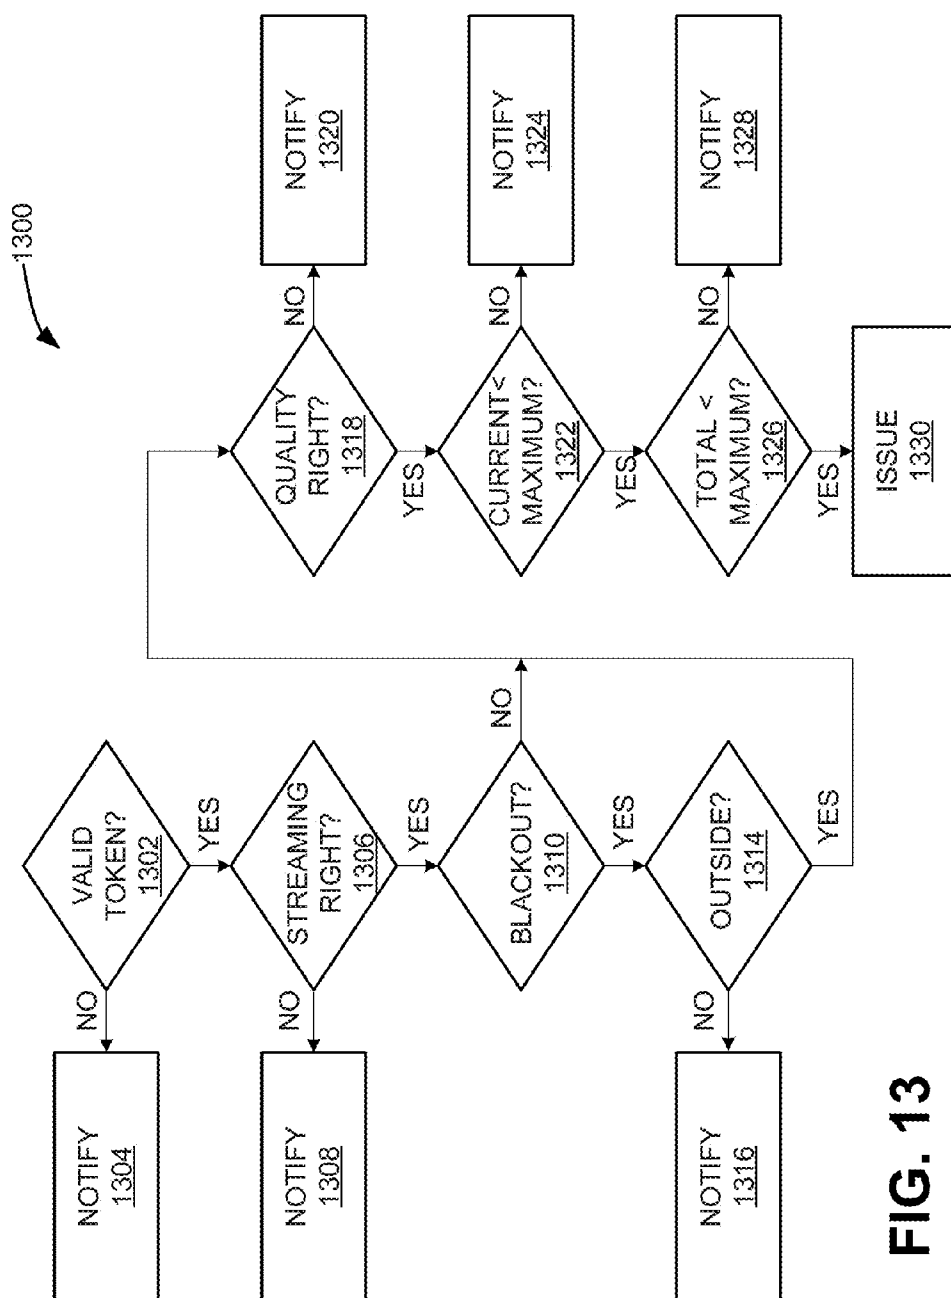 1300
VALID
TOKEN?
1302
NO
NOTIFY
1304
YES
STREAMING
RIGHT?
1306
NO
NOTIFY
1308
YES
BLACKOUT?
1310
NO
YES
OUTSIDE?
1314
NO
NOTIFY
1316
YES
QUALITY
RIGHT?
1318
NO
NOTIFY
1320
YES
CURRENT<
MAXIMUM?
1322
NO
NOTIFY
1324
YES
TOTAL <
MAXIMUM?
1326
NO
NOTIFY
1328
YES
ISSUE
1330
FIG. 13